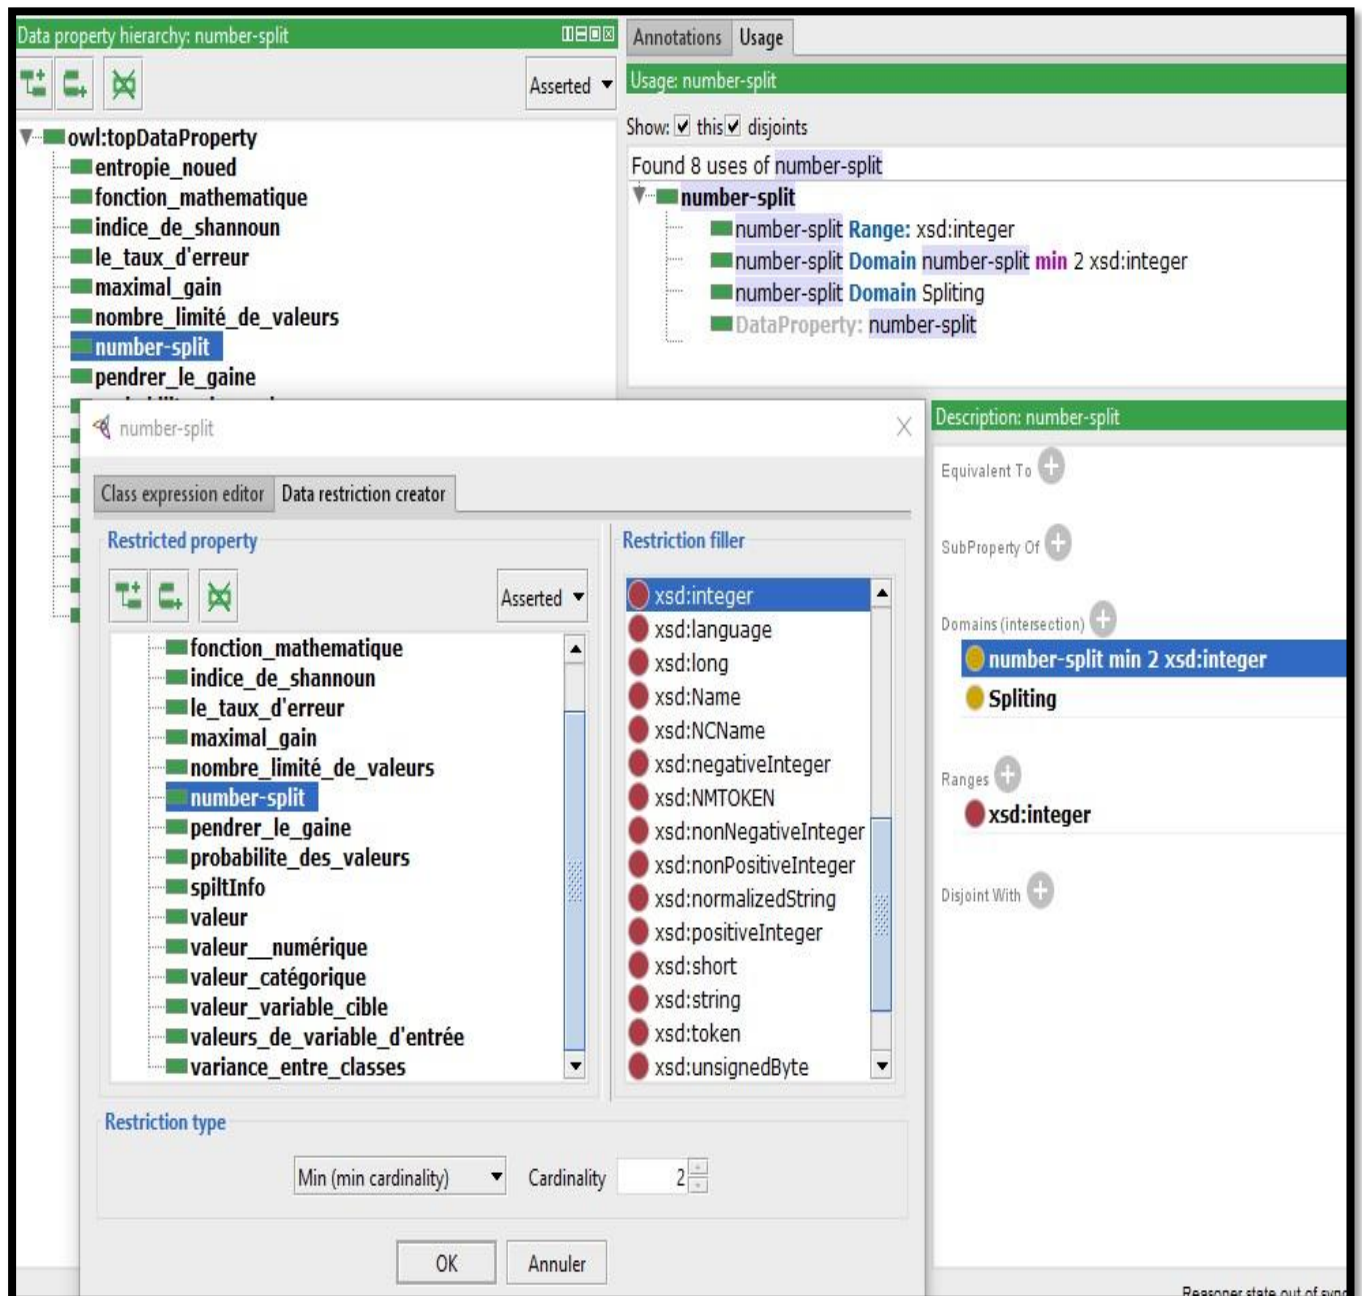 Data property hierarchy: number-split
Asserted
owl:topDataProperty
entropie_noued
fonction_mathematique
indice_de_shannoun
le_taux_d'erreur
maximal_gain
nombre_limité_de_valeurs
number-split
pendrer_le_gaine
Annotations Usage
Usage: number-split
Show: this disjoints
Found 8 uses of number-split
number-split
number-split Range: xsd:integer
number-split Domain number-split min 2 xsd:integer
number-split Domain Spliting
DataProperty: number-split
number-split
Class expression editor Data restriction creator
Restricted property
Asserted
fonction_mathematique
indice_de_shannoun
le_taux_d'erreur
maximal_gain
nombre_limité_de_valeurs
number-split
pendrer_le_gaine
probabilite_des_valeurs
spiltInfo
valeur
valeur__numérique
valeur_catégorique
valeur_variable_cible
valeurs_de_variable_d'entrée
variance_entre_classes
Restriction filler
xsd:integer
xsd:language
xsd:long
xsd:Name
xsd:NCName
xsd:negativeInteger
xsd:NMTOKEN
xsd:nonNegativeInteger
xsd:nonPositiveInteger
xsd:normalizedString
xsd:positiveInteger
xsd:short
xsd:string
xsd:token
xsd:unsignedByte
Restriction type
Min (min cardinality) Cardinality 2
OK Annuler
Description: number-split
Equivalent To
SubProperty Of
Domains (intersection)
number-split min 2 xsd:integer
Spliting
Ranges
xsd:integer
Disjoint With
Reasoner state out of sync